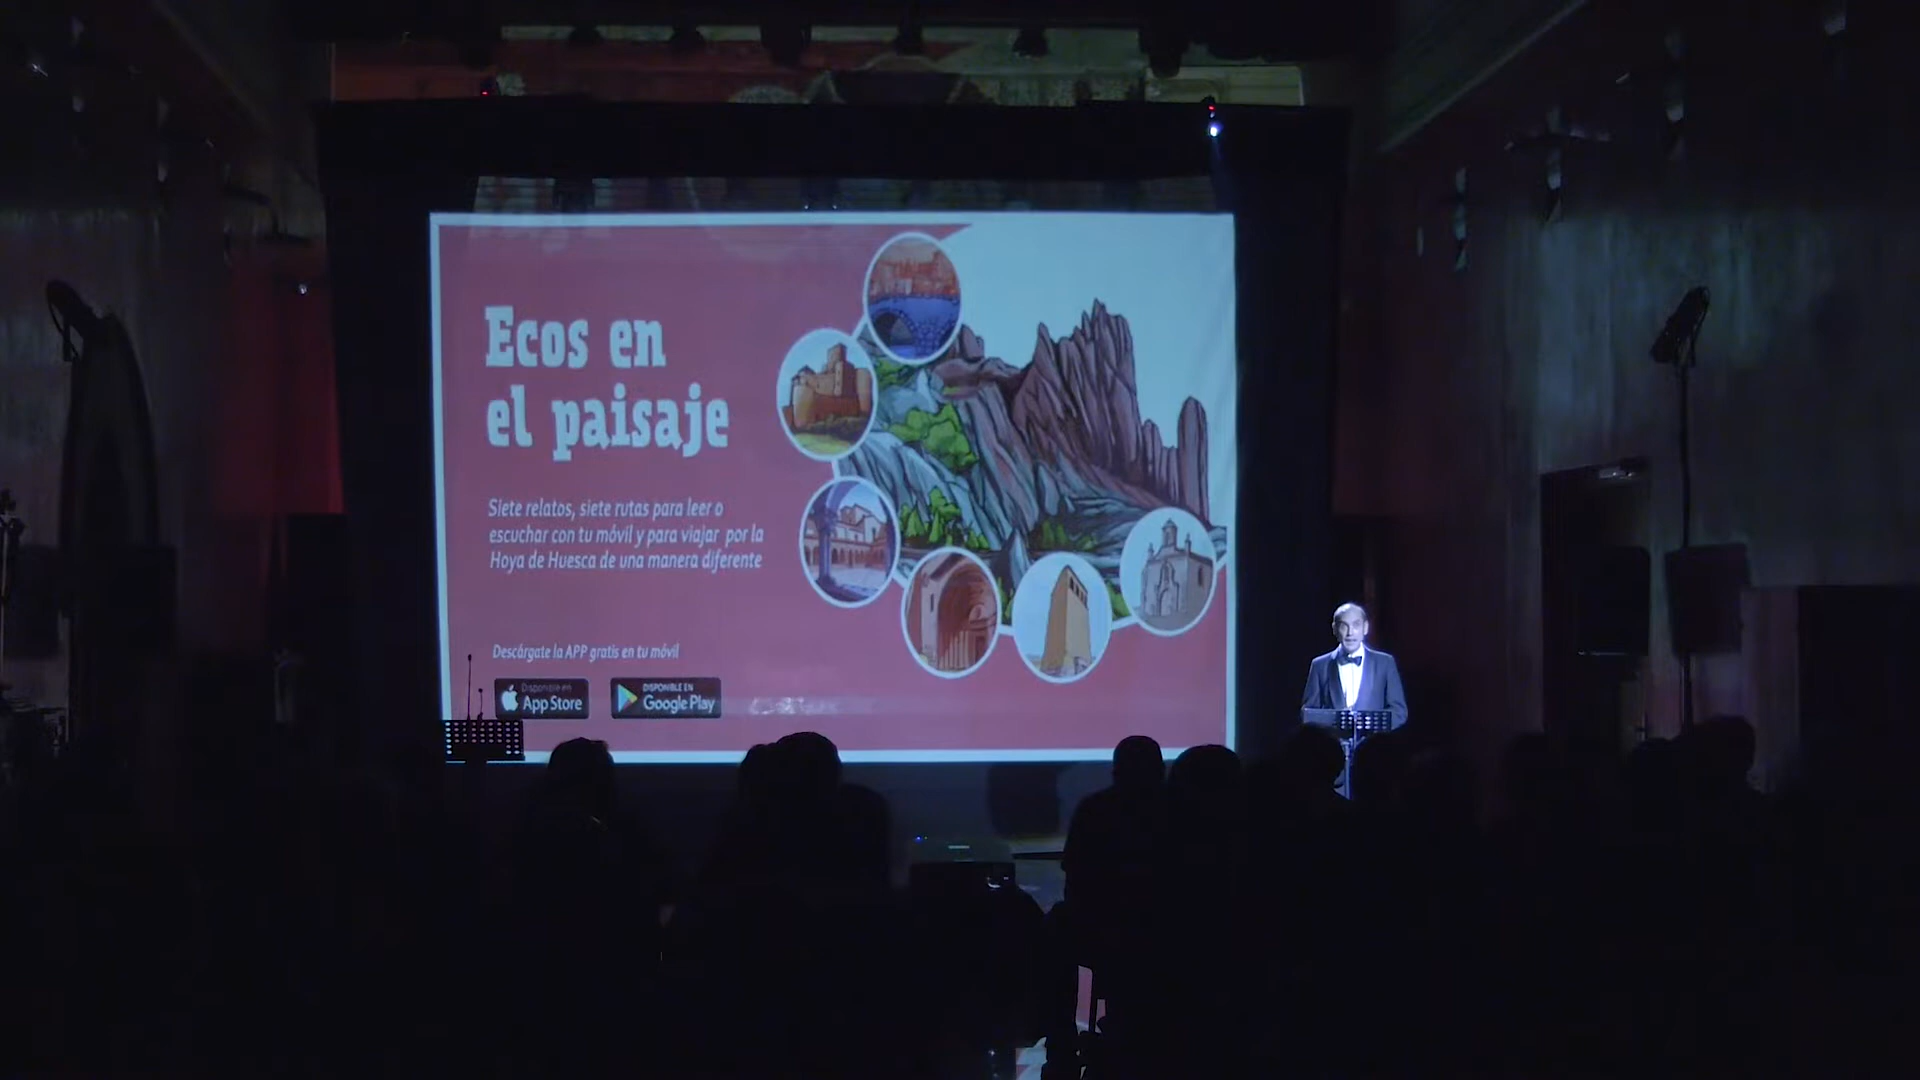 Ecos en
el paisaje
Siete relatos, siete rutas para leer o
escuchar con tu móvil y para viajar por la
Hoya de Huesca de una manera diferente
Descárgate la APP gratis en tu móvil
Disponible en
App Store
DISPONIBLE EN
Google Play